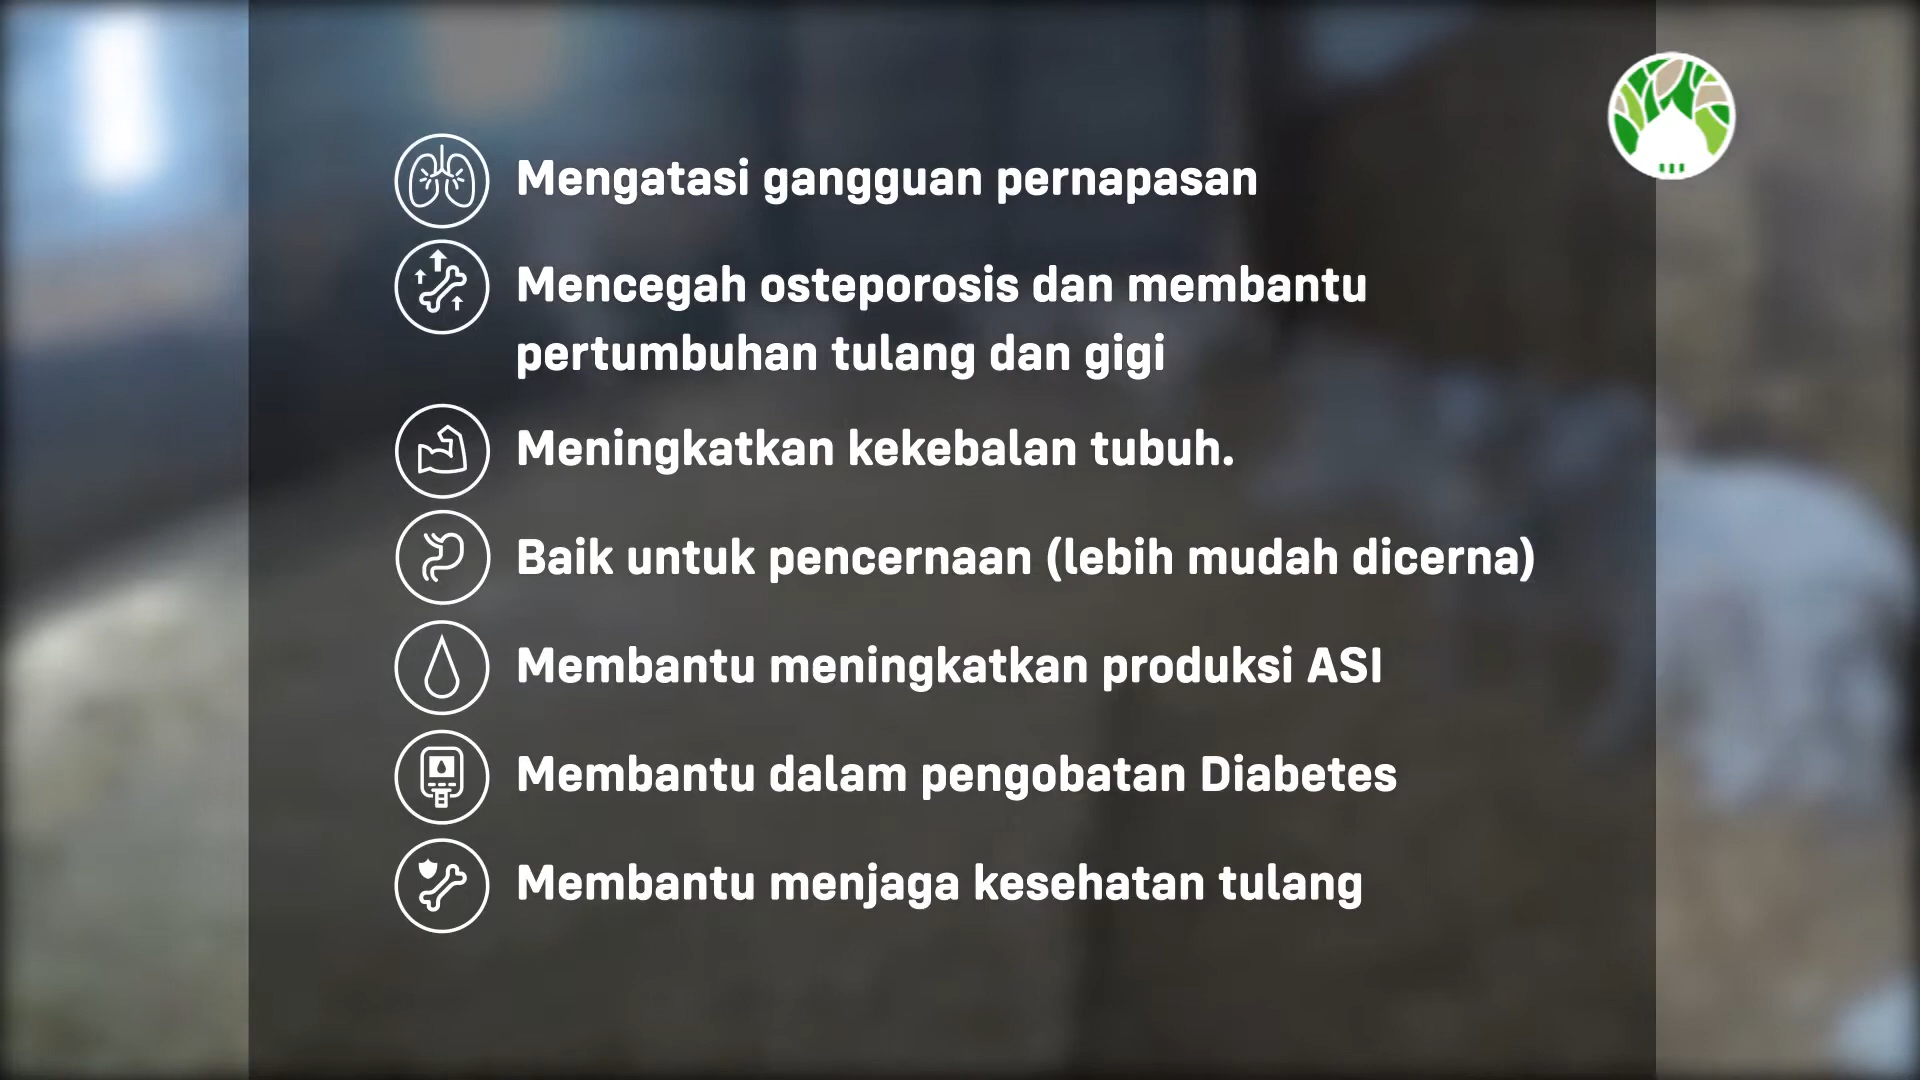 Mengatasi gangguan pernapasan
Mencegah osteporosis dan membantu
pertumbuhan tulang dan gigi
Meningkatkan kekebalan tubuh.
Baik untuk pencernaan (lebih mudah dicerna)
Membantu meningkatkan produksi ASI
Membantu dalam pengobatan Diabetes
Membantu menjaga kesehatan tulang